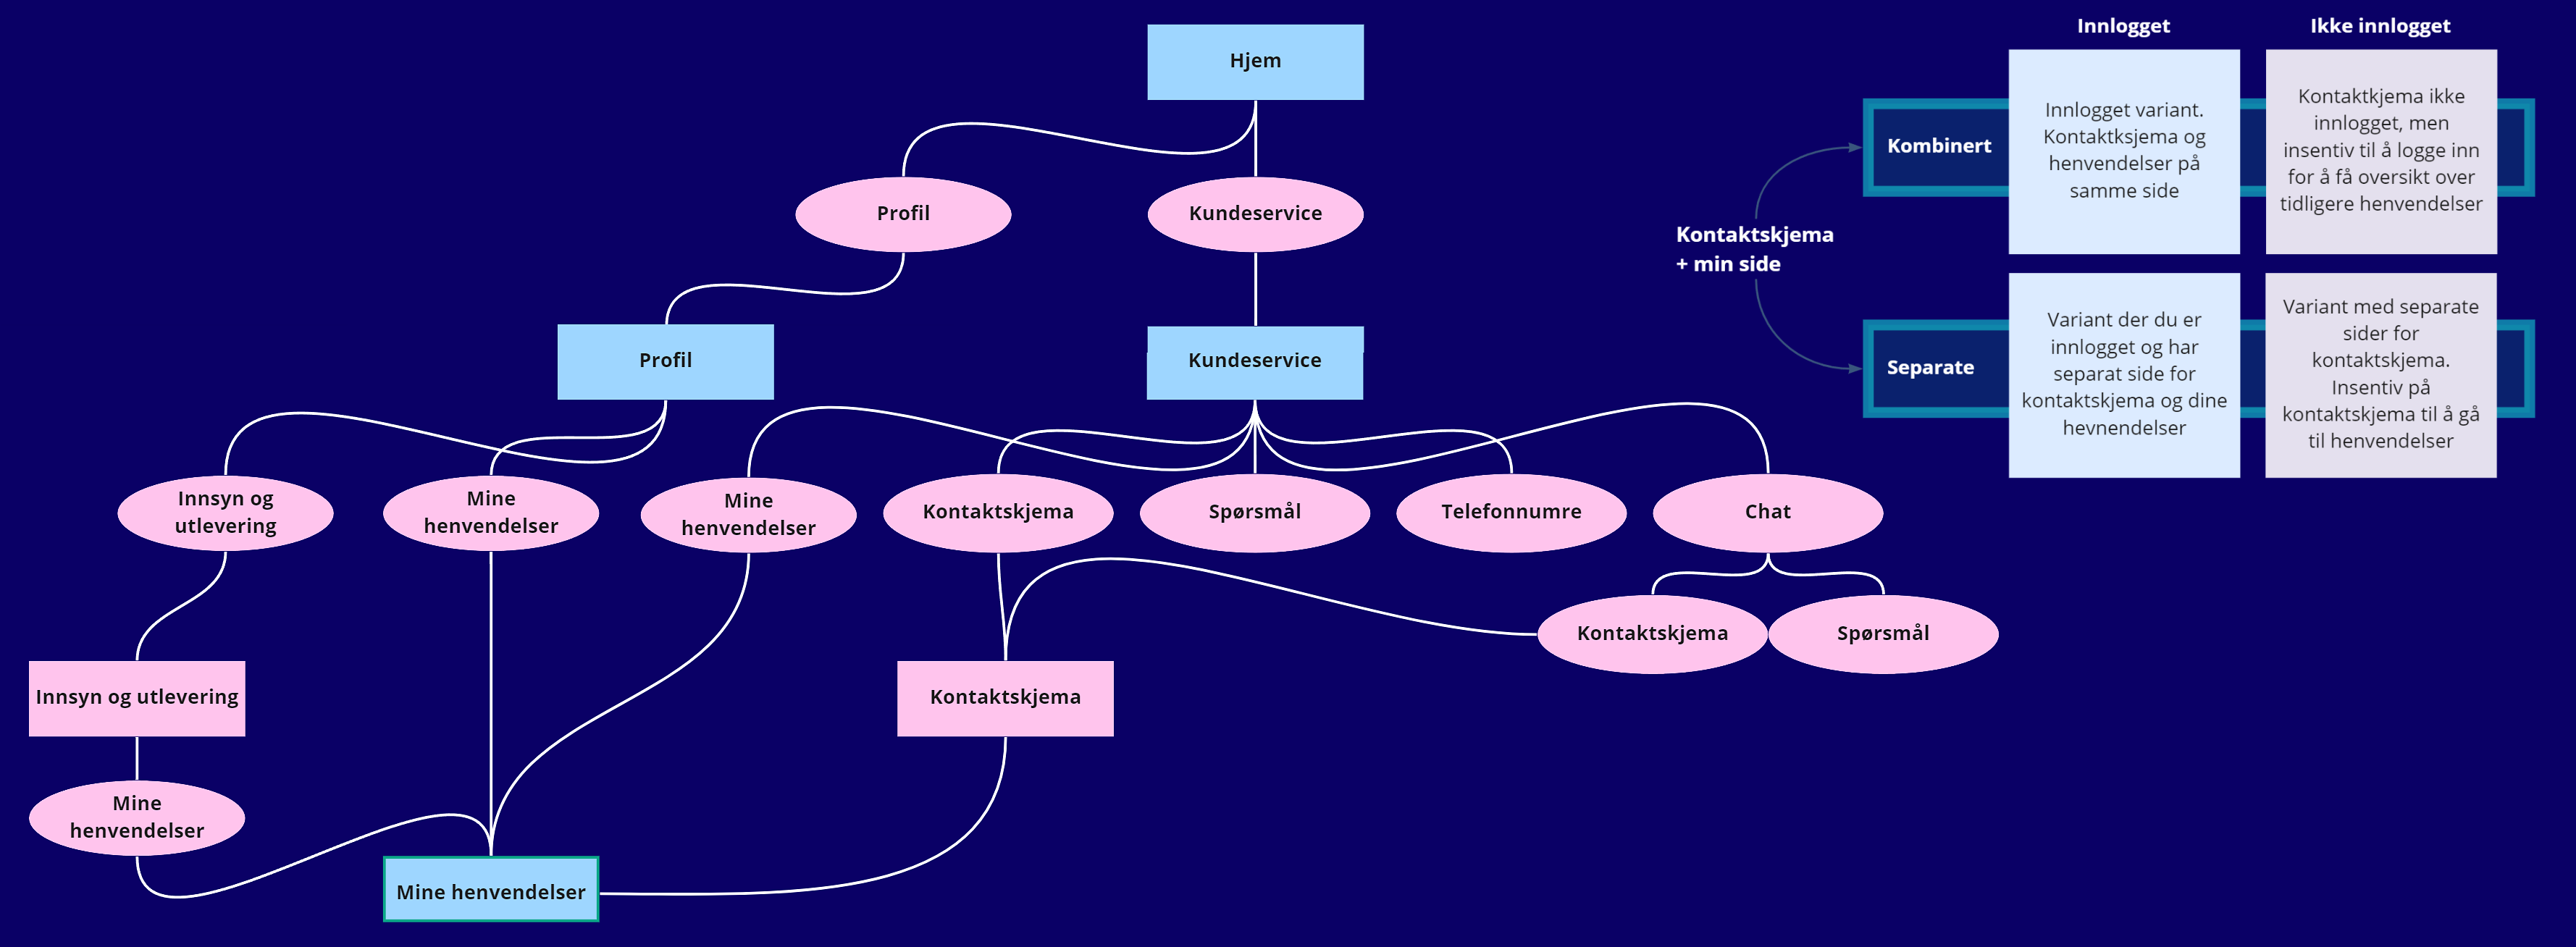 Hjem
Profil
Kundeservice
Profil
Kundeservice
Innsyn og
utlevering
Mine
henvendelser
Mine
henvendelser
Kontaktskjema
Spørsmål
Telefonnumre
Chat
Kontaktskjema
Spørsmål
Innsyn og utlevering
Kontaktskjema
Mine
henvendelser
Mine henvendelser
Kontaktskjema
+ min side
Innlogget
Ikke innlogget
Kombinert
Innlogget variant.
Kontaktksjema og
henvendelser på
samme side
Kontaktkjema ikke
innlogget, men
insentiv til å logge inn
for å få oversikt over
tidligere henvendelser
Separate
Variant der du er
innlogget og har
separat side for
kontaktskjema og dine
hevnendelser
Variant med separate
sider for
kontaktskjema.
Insentiv på
kontaktskjema til å gå
til henvendelser